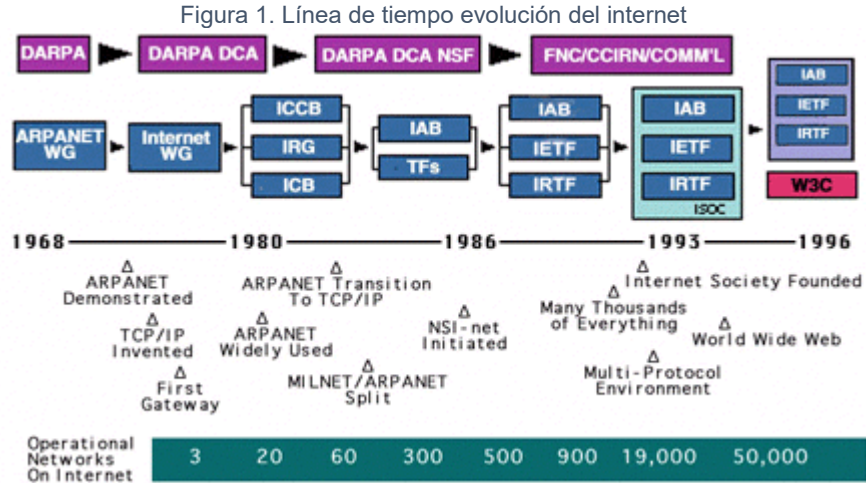 Figura 1. Línea de tiempo evolución del internet
DARPA
DARPA DCA
DARPA DCA NSF
FNC/CCIRN/COMM'L
ARPANET
WG
Internet
WG
ICCB
IRG
ICB
IAB
TFs
IAB
IETF
IRTF
IAB
IETF
IRTF
ISOC
IAB
IETF
IRTF
W3C
1968
1980
1986
1993
1996
ARPANET
Demonstrated
TCP/IP
Invented
First
Gateway
ARPANET Transition
To TCP/IP
ARPANET
Widely Used
MILNET/ARPANET
Split
NSI-net
Initiated
Internet Society Founded
Many Thousands
of Everything
World Wide Web
Multi-Protocol
Environment
Operational
Networks
On Internet
3 20 60 300 500 900 19,000 50,000